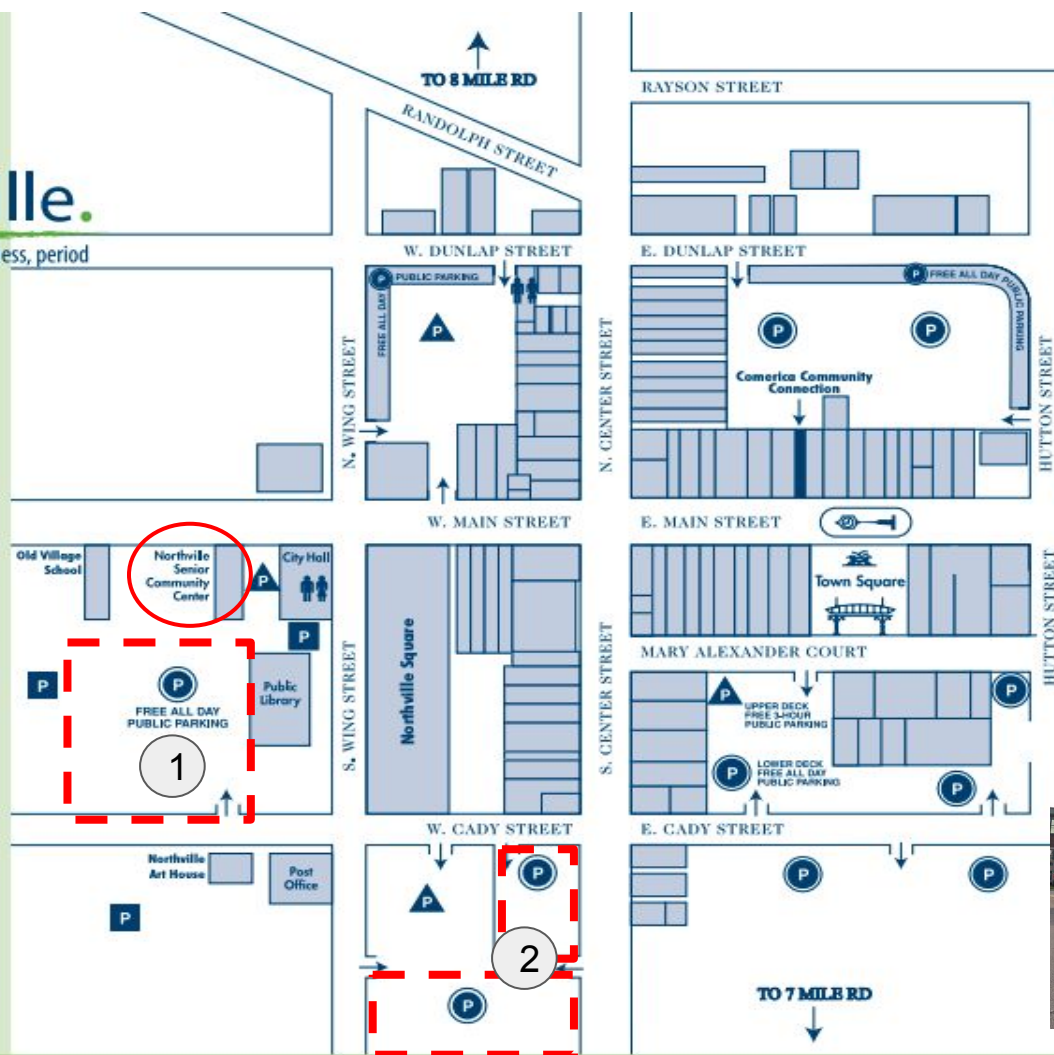 TO 8 MILE RD
RAYSON STREET
RANDOLPH STREET
lle.
ess, period
W. DUNLAP STREET
E. DUNLAP STREET
P PUBLIC PARKING
FREE ALL DAY
P
P FREE ALL DAY PUBLIC PARKING
P
P
N. WING STREET
N. CENTER STREET
HUTTON STREET
Comerica Community
Connection
W. MAIN STREET
E. MAIN STREET
Old Village
School
Northville
Senior
Community
Center
P
City Hall
P
Town Square
HUTTON STREET
MARY ALEXANDER COURT
P
P
FREE ALL DAY
PUBLIC PARKING
1
Public
Library
S. WING STREET
Northville Square
S. CENTER STREET
P
UPPER DECK
FREE 3-HOUR
PUBLIC PARKING
P
P
LOWER DECK
FREE ALL DAY
PUBLIC PARKING
P
W. CADY STREET
E. CADY STREET
Northville
Art House
Post
Office
P
P
P
P
P
2
P
TO 7 MILE RD